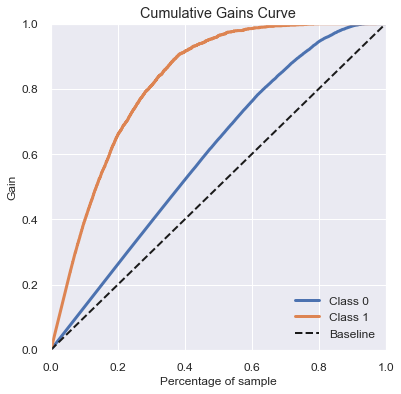 Cumulative Gains Curve
1.0
0.8
0.6
0.4
0.2
0.0
Gain
0.0 0.2 0.4 0.6 0.8 1.0
Percentage of sample
Class 0
Class 1
Baseline